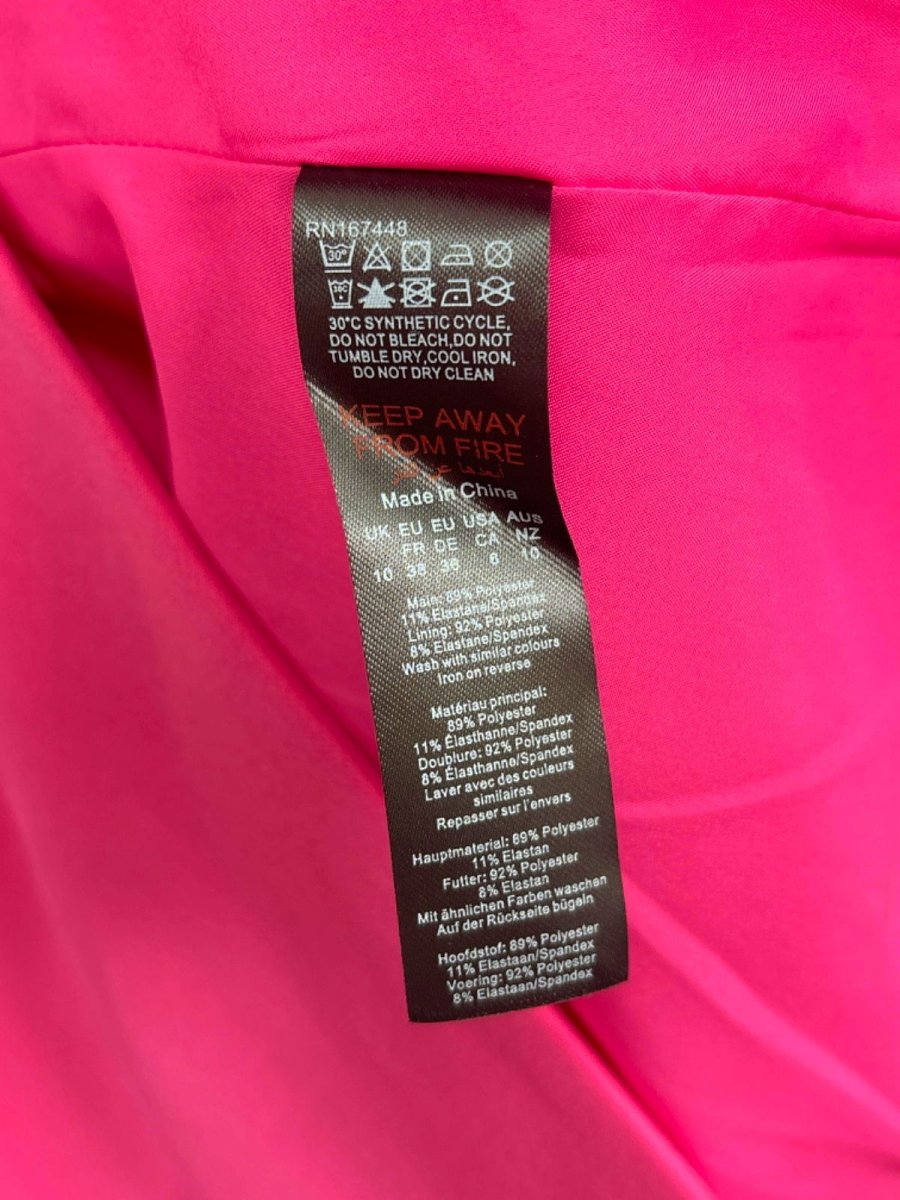 RN167448
30°
30C
30°C SYNTHETIC CYCLE,
DO NOT BLEACH,DO NOT
TUMBLE DRY,COOL IRON,
DO NOT DRY CLEAN
KEEP AWAY
FROM FIRE
أبعدها عن
Made in China
UK EU EU USA AUS
FR DE CA NZ
10 38 36 6 10
Main: 89% Polyester
11% Elastane/Spandex
Lining: 92% Polyester
8% Elastane/Spandex
Wash with similar colours
Iron on reverse
Matériau principal:
89% Polyester
11% Élasthanne/Spandex
Doublure: 92% Polyester
8% Élasthanne/Spandex
Laver avec des couleurs
similaires
Repasser sur l'envers
Hauptmaterial: 89% Polyester
11% Elastan
Futter: 92% Polyester
8% Elastan
Mit ähnlichen Farben waschen
Auf der Rückseite bügeln
Hoofdstof: 89% Polyester
11% Elastaan/Spandex
Voering: 92% Polyester
8% Elastaan/Spandex